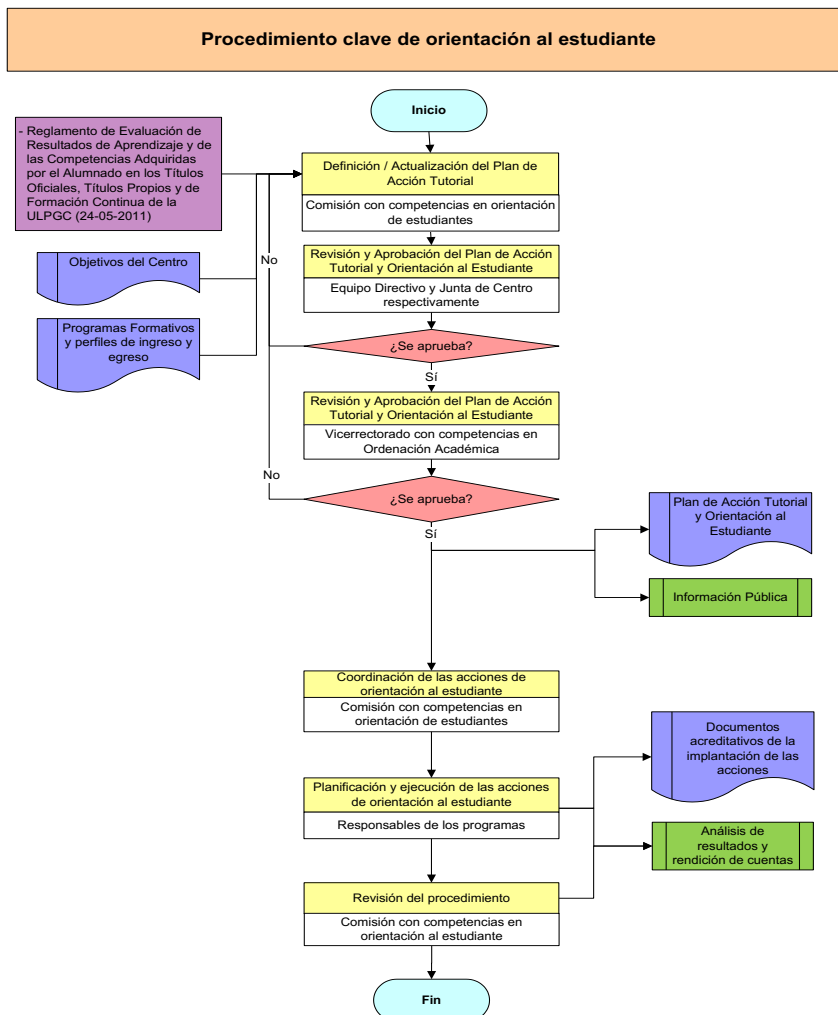 Procedimiento clave de orientación al estudiante
Inicio
- Reglamento de Evaluación de
Resultados de Aprendizaje y de
las Competencias Adquiridas
por el Alumnado en los Títulos
Oficiales, Títulos Propios y de
Formación Continua de la
ULPGC (24-05-2011)
Definición / Actualización del Plan de
Acción Tutorial
Comisión con competencias en orientación
de estudiantes
No
Objetivos del Centro
Revisión y Aprobación del Plan de Acción
Tutorial y Orientación al Estudiante
Equipo Directivo y Junta de Centro
respectivamente
Programas Formativos
y perfiles de ingreso y
egreso
¿Se aprueba?
Sí
Revisión y Aprobación del Plan de Acción
Tutorial y Orientación al Estudiante
Vicerrectorado con competencias en
Ordenación Académica
No
¿Se aprueba?
Sí
Plan de Acción Tutorial
y Orientación al
Estudiante
Información Pública
Coordinación de las acciones de
orientación al estudiante
Comisión con competencias en
orientación de estudiantes
Documentos
acreditativos de la
implantación de las
acciones
Planificación y ejecución de las acciones
de orientación al estudiante
Responsables de los programas
Análisis de
resultados y
rendición de cuentas
Revisión del procedimiento
Comisión con competencias en
orientación al estudiante
Fin